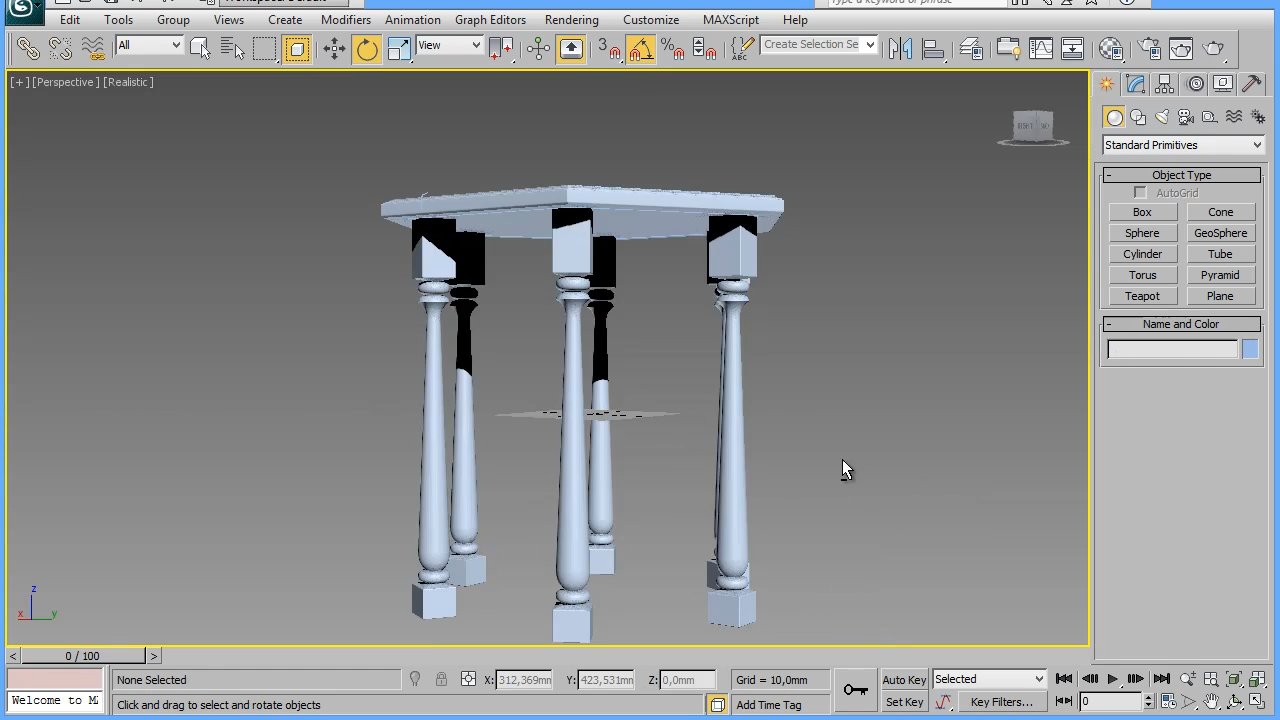 Edit Tools Group Views Create Modifiers Animation Graph Editors Rendering Customize MAXScript Help
All View 3 ABC Create Selection Se
[+] [Perspective] [Realistic]
Standard Primitives
- Object Type
AutoGrid
Box Cone
Sphere GeoSphere
Cylinder Tube
Torus Pyramid
Teapot Plane
- Name and Color
z
x y
< 0 / 100 >
None Selected X: 312,369mm Y: 423,531mm Z: 0,0mm Grid = 10,0mm Auto Key Selected
Welcome to M Click and drag to select and rotate objects Add Time Tag Set Key Key Filters... 0